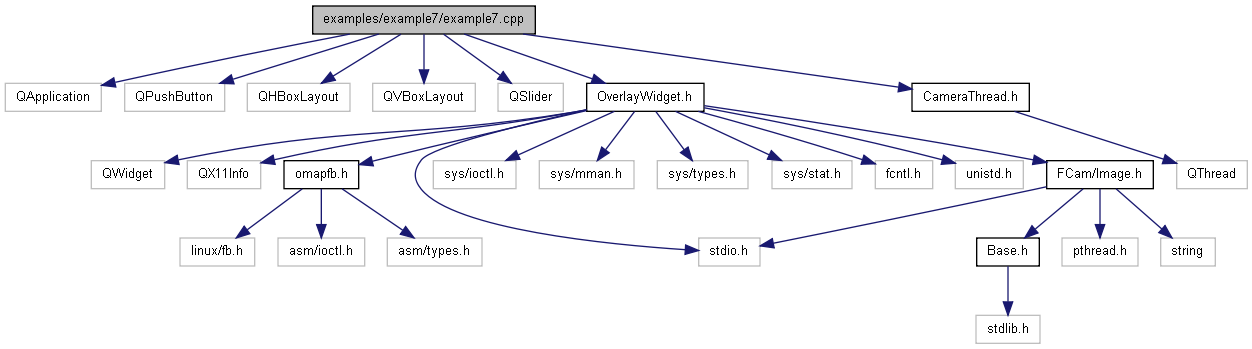 examples/example7/example7.cpp
QApplication
QPushButton
QHBoxLayout
QVBoxLayout
QSlider
OverlayWidget.h
CameraThread.h
QWidget
QX11Info
omapfb.h
sys/ioctl.h
sys/mman.h
sys/types.h
sys/stat.h
fcntl.h
unistd.h
FCam/Image.h
QThread
linux/fb.h
asm/ioctl.h
asm/types.h
stdio.h
Base.h
pthread.h
string
stdlib.h